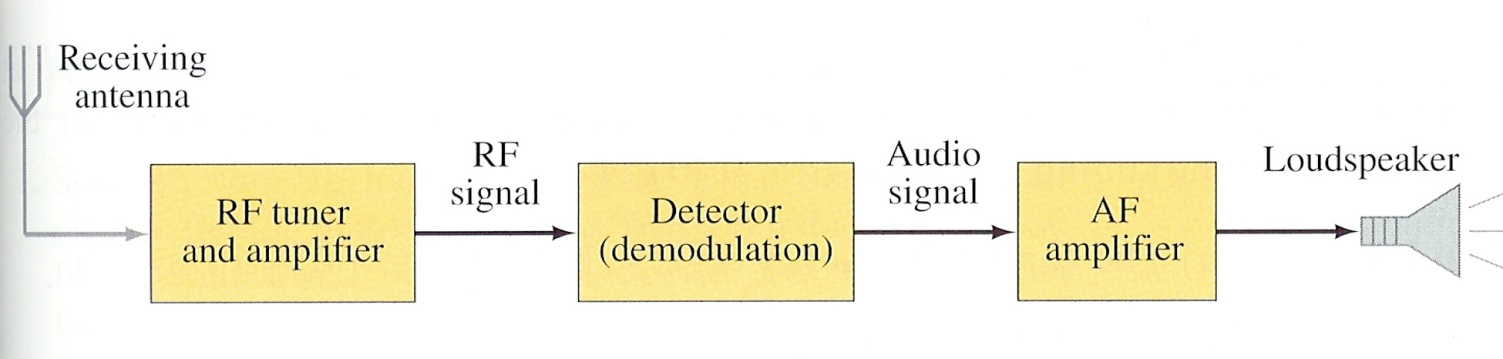 Receiving
antenna
RF tuner
and amplifier
RF
signal
Detector
(demodulation)
Audio
signal
AF
amplifier
Loudspeaker